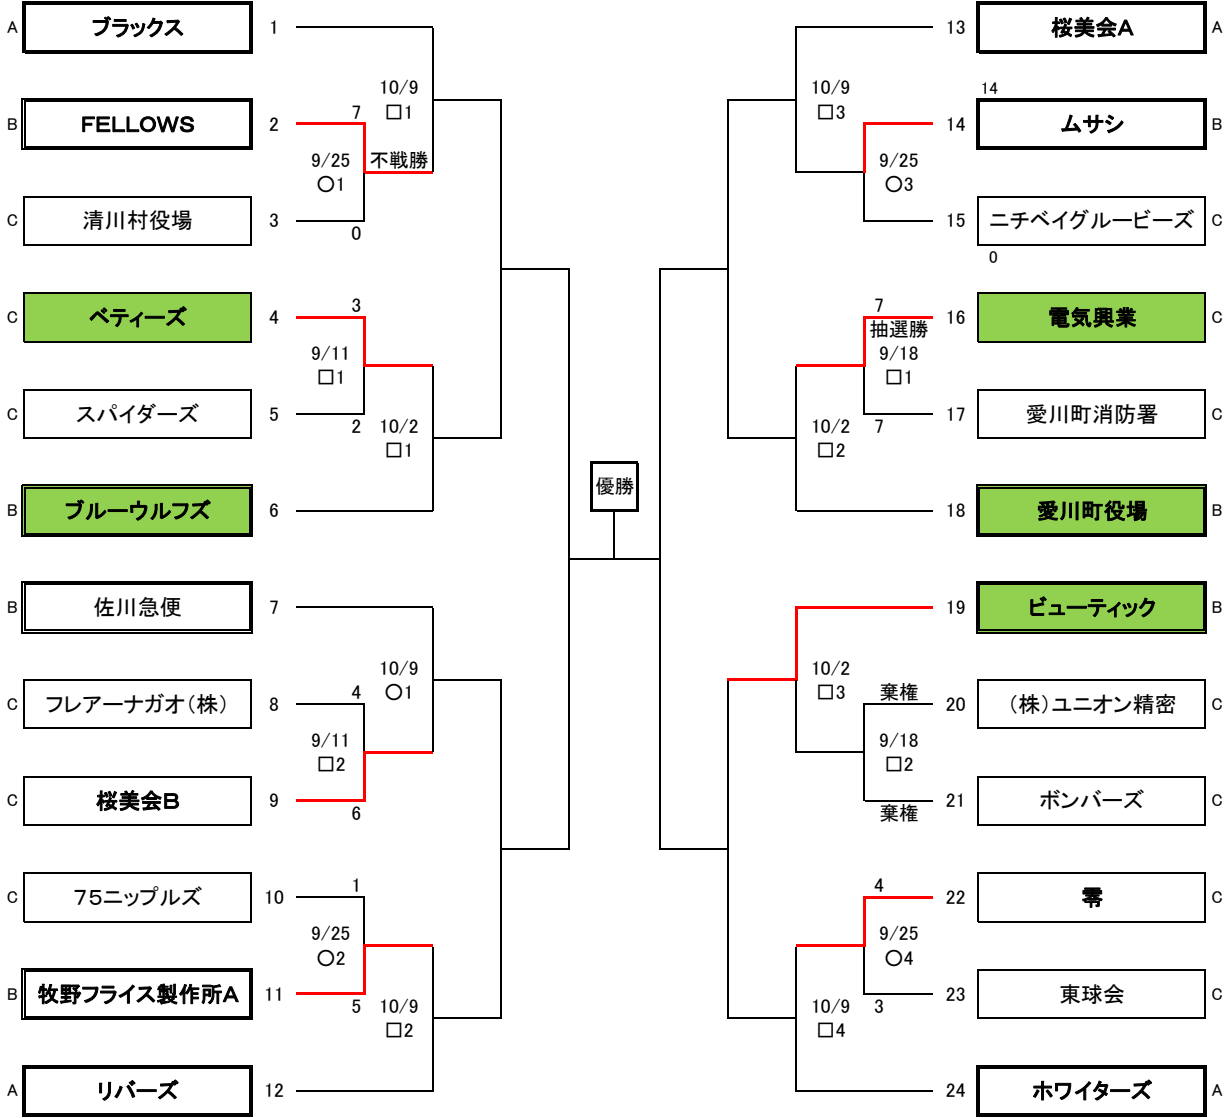 A ブラックス 1
10/9
□1
B FELLOWS 2
7
9/25
○1
不戦勝
C 清川村役場 3
0
C ベティーズ 4
3
9/11
□1
C スパイダーズ 5
2
10/2
□1
B ブルーウルフズ 6
B 佐川急便 7
10/9
○1
C フレアーナガオ(株) 8
4
9/11
□2
C 桜美会B 9
6
C 75ニップルズ 10
1
9/25
○2
B 牧野フライス製作所A 11
5
10/9
□2
A リバーズ 12
優勝
13 桜美会A A
10/9
□3
14
14 ムサシ B
9/25
○3
15 ニチベイグルービーズ C
0
7
16 電気興業 C
抽選勝
9/18
□1
17 愛川町消防署 C
7
10/2
□2
18 愛川町役場 B
19 ビューティック B
10/2
□3
棄権
20 (株)ユニオン精密 C
9/18
□2
21 ボンバーズ C
棄権
4
22 零 C
9/25
○4
23 東球会 C
3
10/9
□4
24 ホワイターズ A